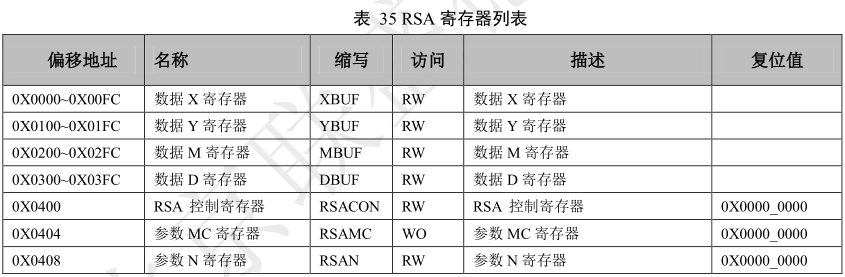 表 35 RSA 寄存器列表
偏移地址 名称 缩写 访问 描述 复位值
0X0000~0X00FC 数据 X 寄存器 XBUF RW 数据 X 寄存器
0X0100~0X01FC 数据 Y 寄存器 YBUF RW 数据 Y 寄存器
0X0200~0X02FC 数据 M 寄存器 MBUF RW 数据 M 寄存器
0X0300~0X03FC 数据 D 寄存器 DBUF RW 数据 D 寄存器
0X0400 RSA 控制寄存器 RSACON RW RSA 控制寄存器 0X0000_0000
0X0404 参数 MC 寄存器 RSAMC WO 参数 MC 寄存器 0X0000_0000
0X0408 参数 N 寄存器 RSAN RW 参数 N 寄存器 0X0000_0000